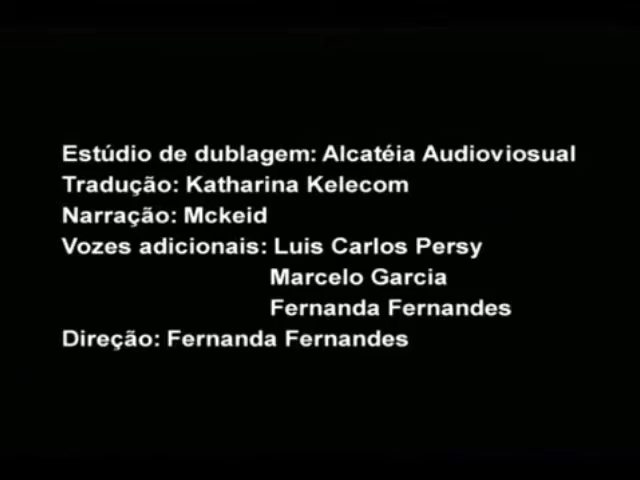 Estúdio de dublagem: Alcatéia Audioviosual
Tradução: Katharina Kelecom
Narração: Mckeid
Vozes adicionais: Luis Carlos Persy
Marcelo Garcia
Fernanda Fernandes
Direção: Fernanda Fernandes